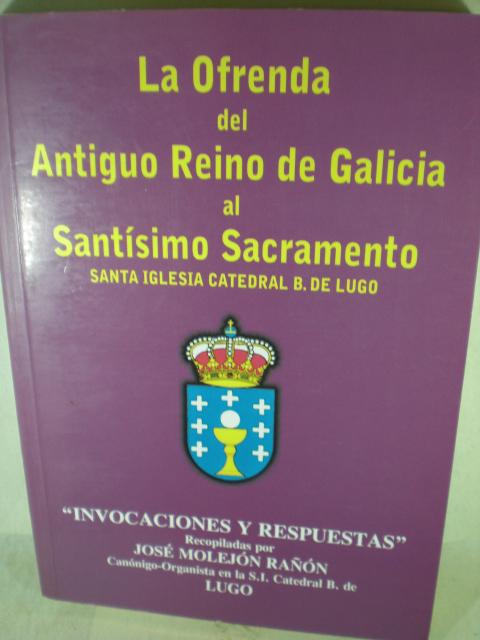 La Ofrenda
del
Antiguo Reino de Galicia
al
Santísimo Sacramento
SANTA IGLESIA CATEDRAL B. DE LUGO
“INVOCACIONES Y RESPUESTAS”
Recopiladas por
JOSÉ MOLEJÓN RAÑÓN
Canónigo-Organista en la S.I. Catedral B. de
LUGO